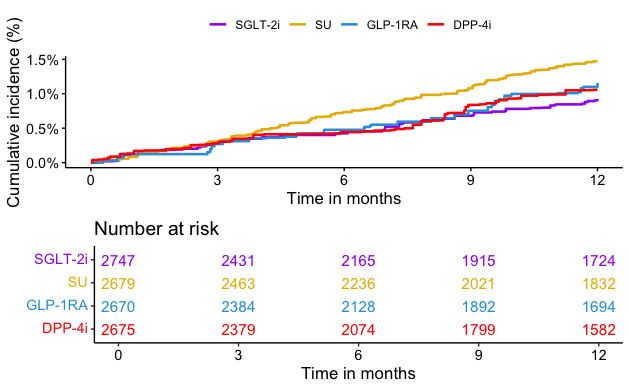 SGLT-2i SU GLP-1RA DPP-4i
Cumulative incidence (%)
1.5%
1.0%
0.5%
0.0%
0 3 6 9 12
Time in months
Number at risk
SGLT-2i 2747 2431 2165 1915 1724
SU 2679 2463 2236 2021 1832
GLP-1RA 2670 2384 2128 1892 1694
DPP-4i 2675 2379 2074 1799 1582
0 3 6 9 12
Time in months